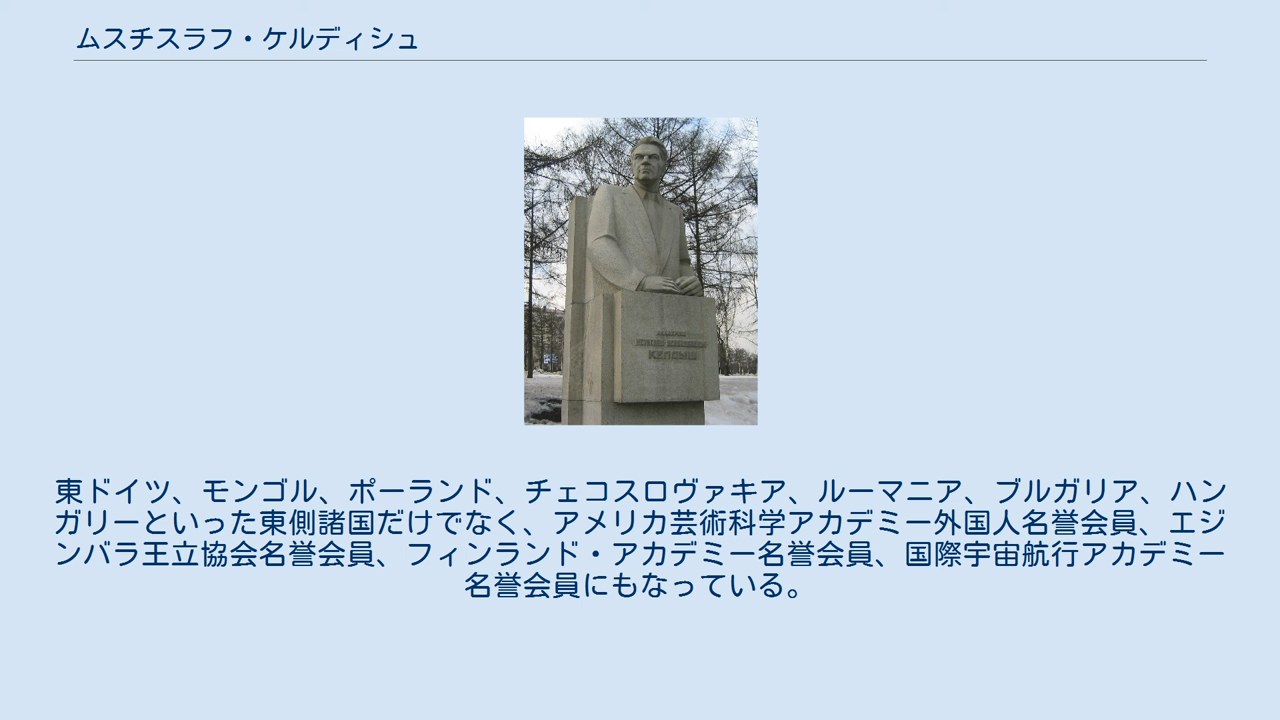 ムスチスラフ・ケルディシュ
КЕЛДЫШ
東ドイツ、モンゴル、ポーランド、チェコスロヴァキア、ルーマニア、ブルガリア、ハン
ガリーといった東側諸国だけでなく、アメリカ芸術科学アカデミー外国人名誉会員、エジ
ンバラ王立協会名誉会員、フィンランド・アカデミー名誉会員、国際宇宙航行アカデミー
名誉会員にもなっている。